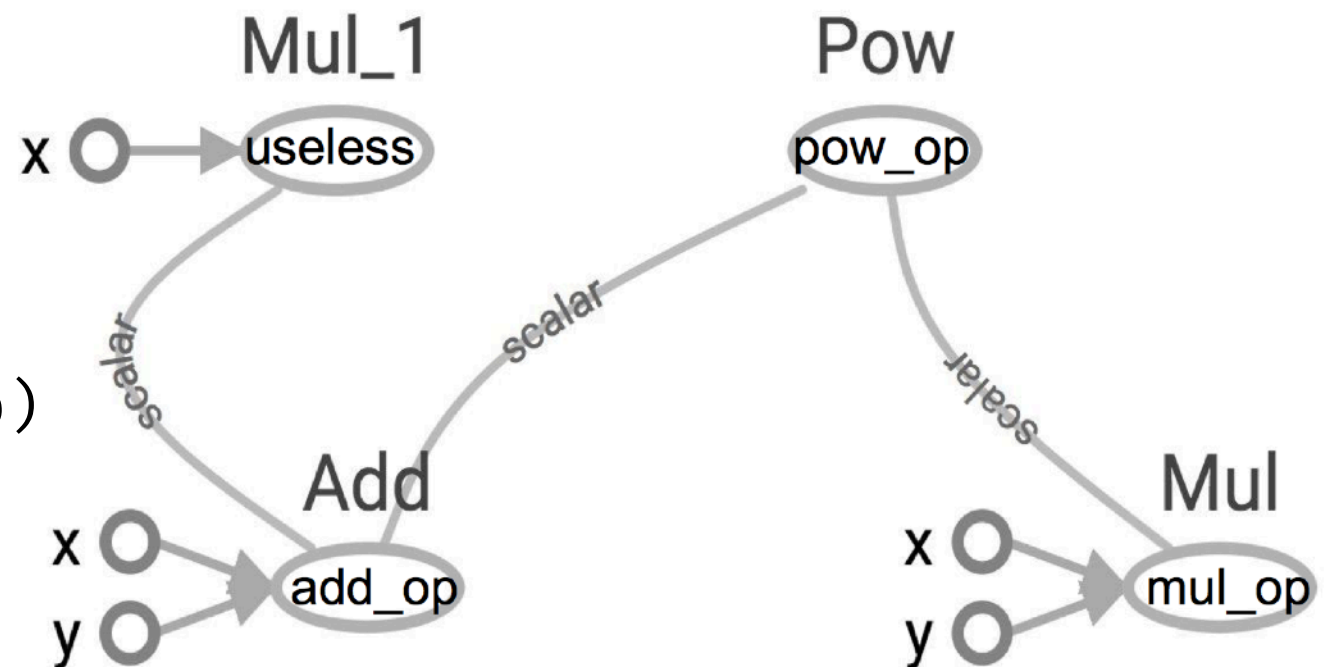 Mul_1
Pow
x
useless
pow_op
scalar
scalar
scalar
)
Add
Mul
x
x
add_op
mul_op
y
y